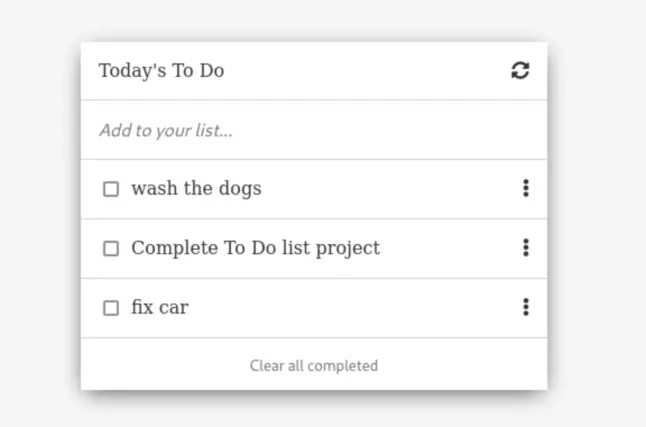 Today's To Do
Add to your list...
wash the dogs
Complete To Do list project
fix car
Clear all completed